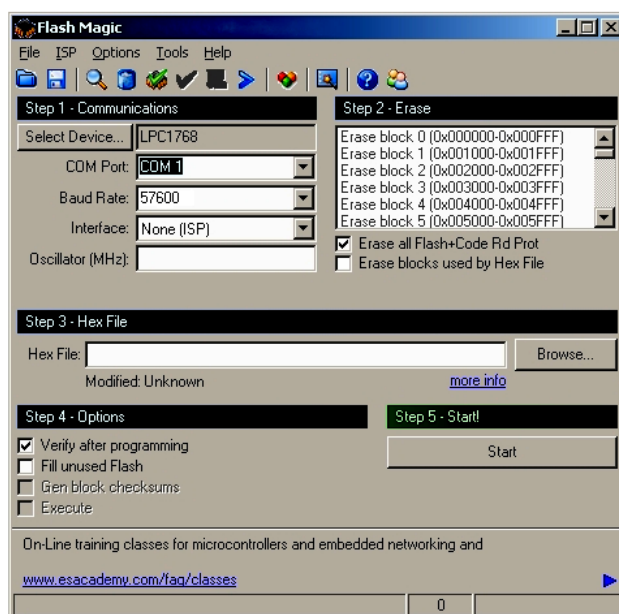 Flash Magic
File ISP Options Tools Help
Step 1 - Communications
Select Device... LPC1768
COM Port: COM 1
Baud Rate: 57600
Interface: None (ISP)
Oscillator (MHz):
Step 2 - Erase
Erase block 0 (0x000000-0x000FFF)
Erase block 1 (0x001000-0x001FFF)
Erase block 2 (0x002000-0x002FFF)
Erase block 3 (0x003000-0x003FFF)
Erase block 4 (0x004000-0x004FFF)
Erase block 5 (0x005000-0x005FFF)
Erase all Flash+Code Rd Prot
Erase blocks used by Hex File
Step 3 - Hex File
Hex File: Browse...
Modified: Unknown more info
Step 4 - Options
Verify after programming
Fill unused Flash
Gen block checksums
Execute
Step 5 - Start!
Start
On-Line training classes for microcontrollers and embedded networking and
www.esacademy.com/faq/classes
0